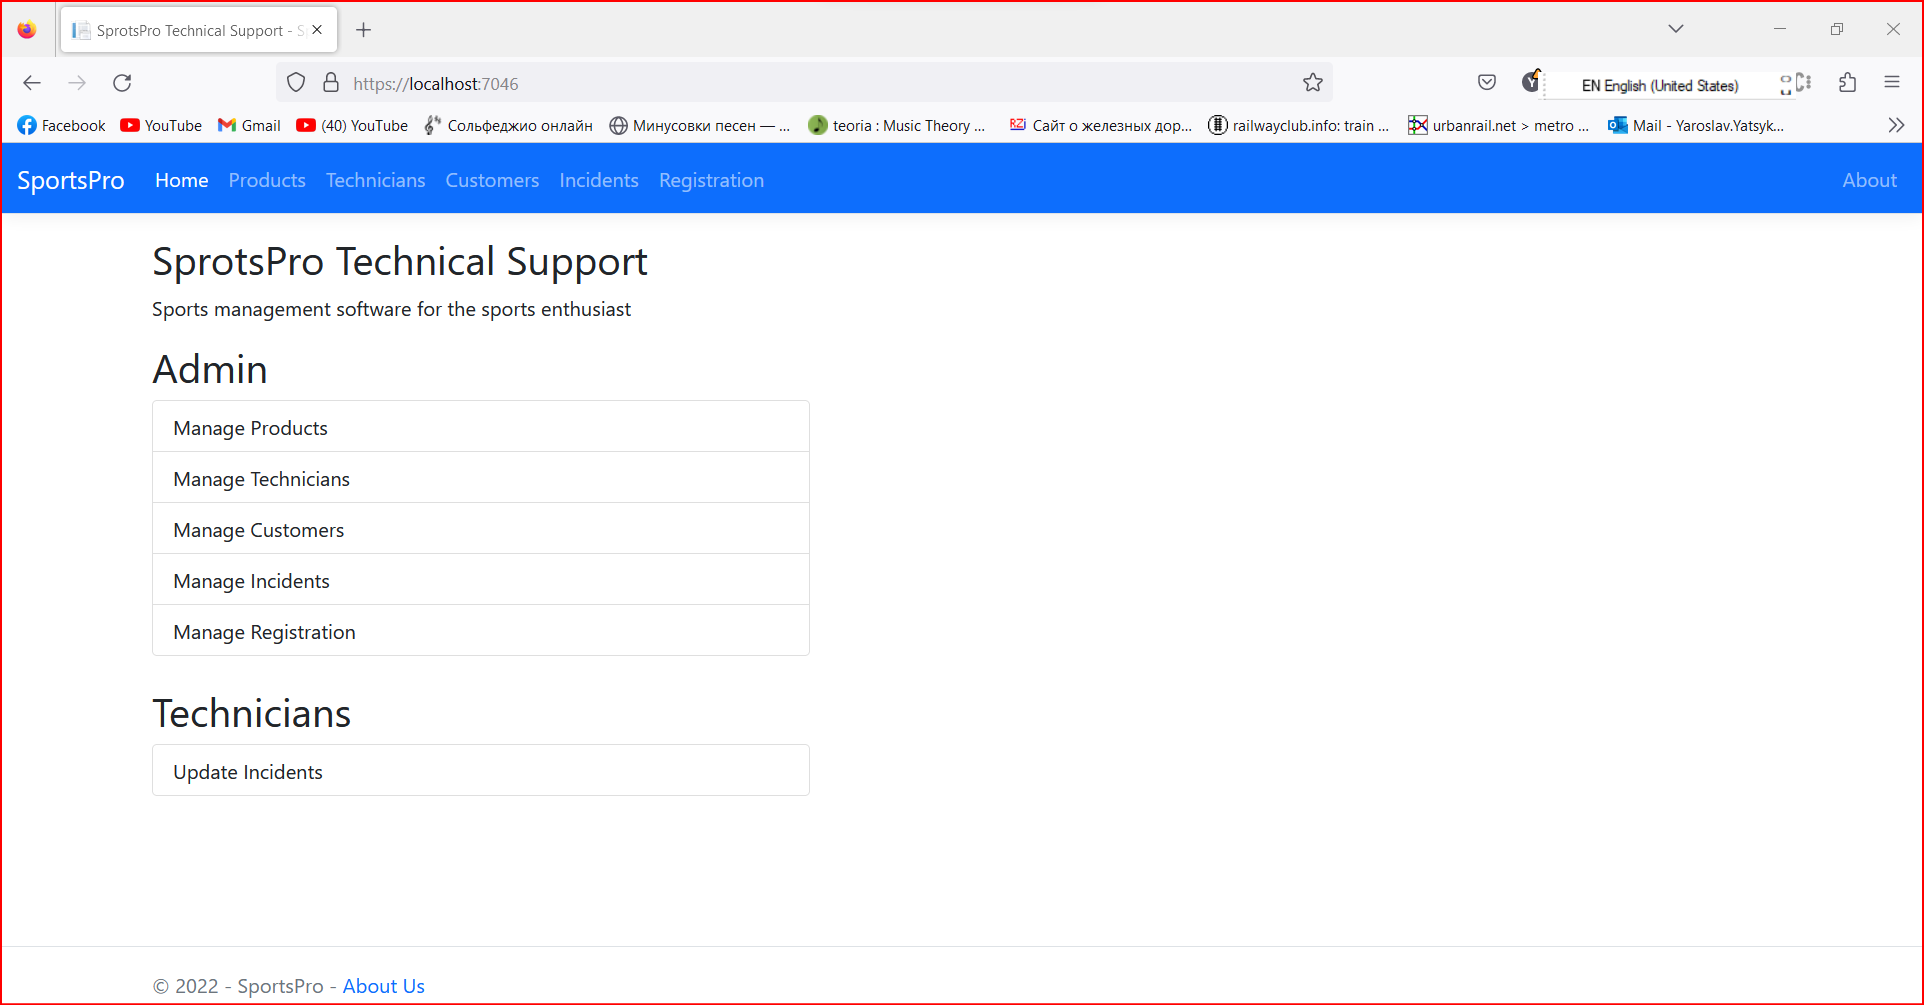 SprotsPro Technical Support - S
https://localhost:7046
EN English (United States)
Facebook YouTube Gmail (40) YouTube Сольфеджио онлайн Минусовки песен — ... teoria : Music Theory ... Сайт о железных дор... railwayclub.info: train ... urbanrail.net > metro ... Mail - Yaroslav.Yatsyk...
SportsPro Home Products Technicians Customers Incidents Registration About
SprotsPro Technical Support
Sports management software for the sports enthusiast
Admin
Manage Products
Manage Technicians
Manage Customers
Manage Incidents
Manage Registration
Technicians
Update Incidents
© 2022 - SportsPro - About Us